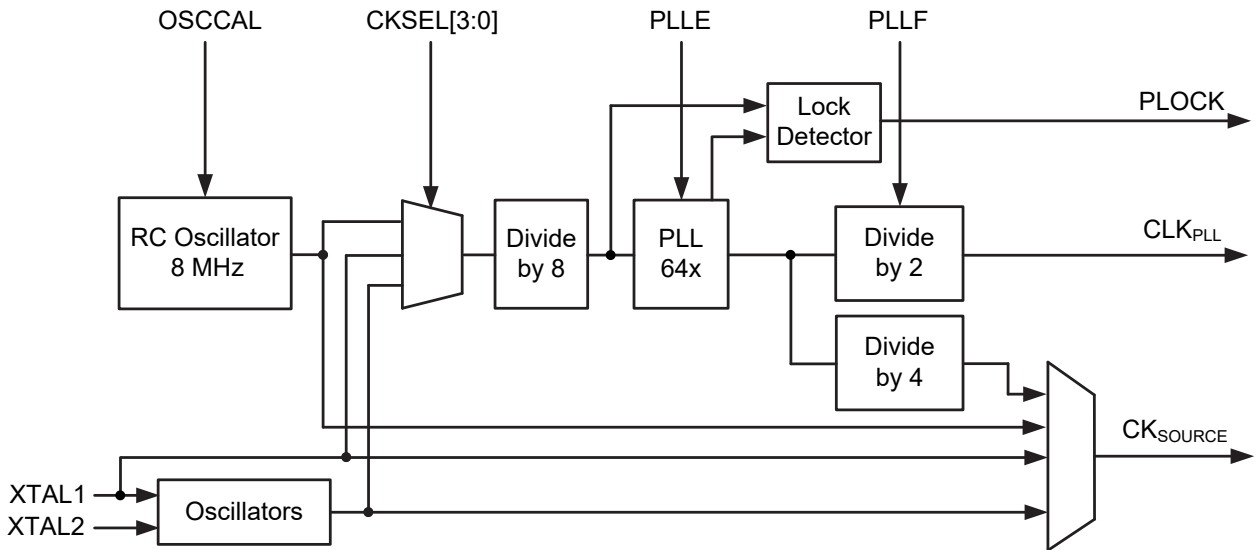 OSCCAL
CKSEL[3:0]
PLLE
PLLF
Lock
Detector
PLOCK
RC Oscillator
8 MHz
Divide
by 8
PLL
64x
Divide
by 2
CLKPLL
Divide
by 4
CKSOURCE
XTAL1
XTAL2
Oscillators